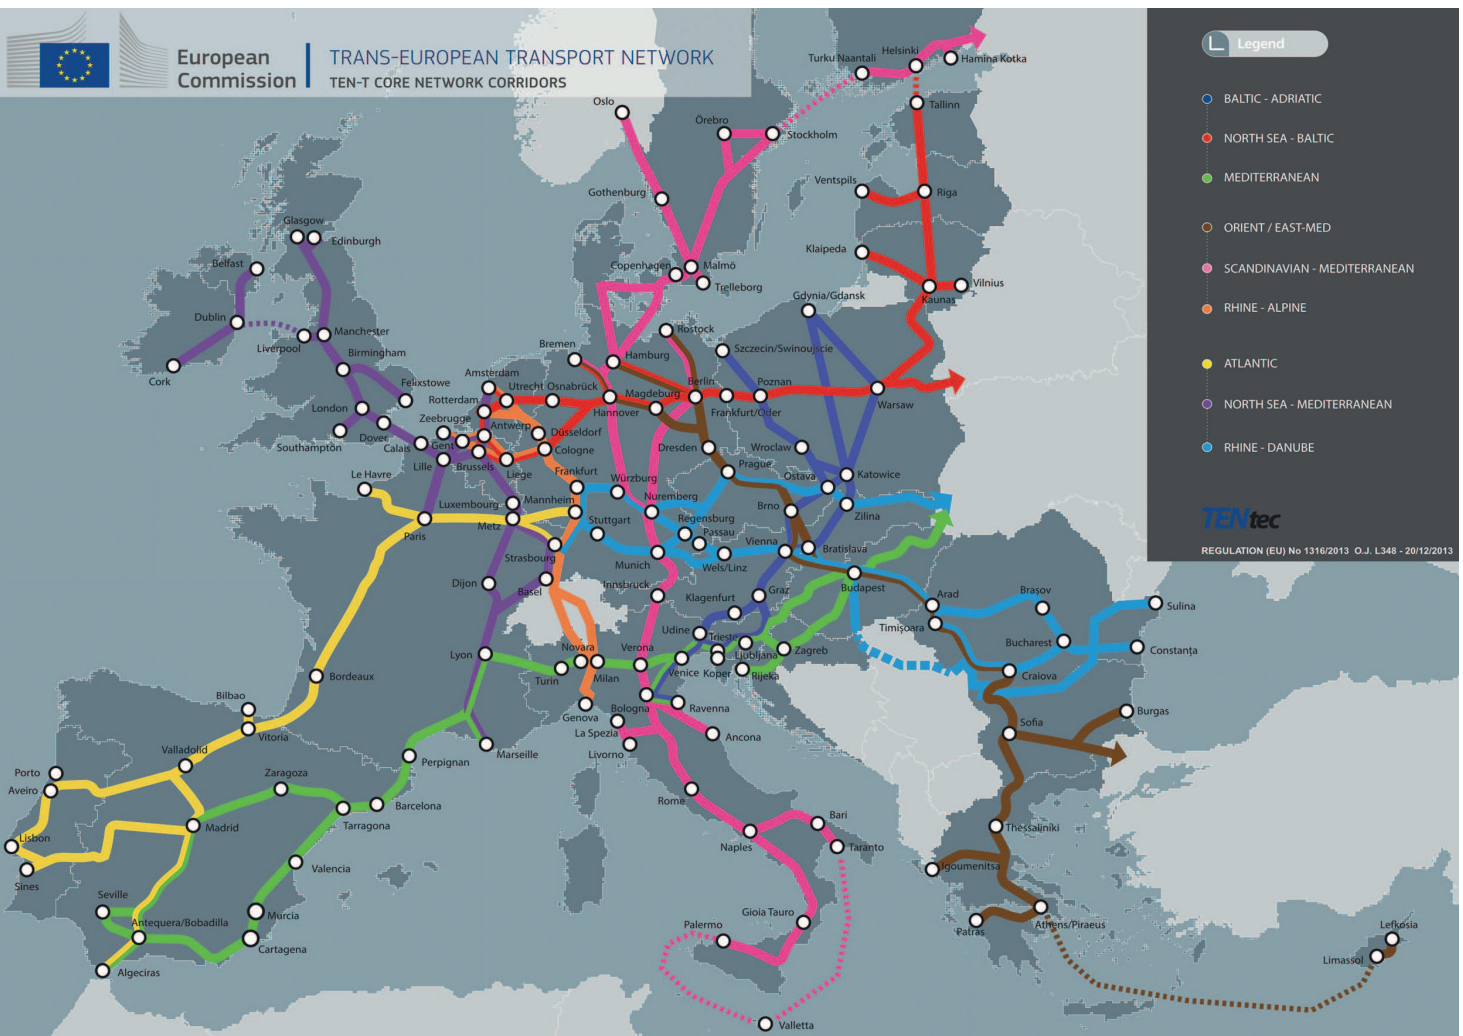 European
Commission
TRANS-EUROPEAN TRANSPORT NETWORK
TEN-T CORE NETWORK CORRIDORS
Legend
BALTIC - ADRIATIC
NORTH SEA - BALTIC
MEDITERRANEAN
ORIENT / EAST-MED
SCANDINAVIAN - MEDITERRANEAN
RHINE - ALPINE
ATLANTIC
NORTH SEA - MEDITERRANEAN
RHINE - DANUBE
TENtec
REGULATION (EU) No 1316/2013 O.J. L348 - 20/12/2013
Helsinki
Turku Naantali
Hamina Kotka
Oslo
Tallinn
Örebro
Stockholm
Ventspils
Riga
Gothenburg
Glasgow
Edinburgh
Klaipeda
Belfast
Copenhagen
Malmö
Trelleborg
Vilnius
Gdynia/Gdansk
Kaunas
Dublin
Manchester
Rostock
Liverpool
Szczecin/Swinoujscie
Birmingham
Bremen
Hamburg
Cork
Amsterdam
Felixstowe
Utrecht
Osnabrück
Magdeburg
Berlin
Poznan
Warsaw
Rotterdam
London
Hannover
Frankfurt/Oder
Zeebrugge
Dover
Antwerp
Düsseldorf
Southampton
Calais
Gent
Cologne
Dresden
Wroclaw
Lille
Brussels
Liege
Prague
Le Havre
Frankfurt
Würzburg
Ostava
Katowice
Luxembourg
Mannheim
Nuremberg
Brno
Zilina
Paris
Metz
Stuttgart
Regensburg
Passau
Strasbourg
Vienna
Bratislava
Munich
Wels/Linz
Dijon
Basel
Innsbruck
Budapest
Klagenfurt
Graz
Arad
Braşov
Sulina
Timişoara
Udine
Trieste
Bucharest
Lyon
Novara
Verona
Ljubljana
Zagreb
Constanţa
Turin
Milan
Venice
Koper
Rijeka
Craiova
Bordeaux
Bilbao
Genova
Bologna
Ravenna
Burgas
Vitoria
La Spezia
Ancona
Sofia
Valladolid
Marseille
Livorno
Perpignan
Porto
Zaragoza
Aveiro
Rome
Barcelona
Tarragona
Madrid
Bari
Thessaliniki
Lisbon
Naples
Taranto
Valencia
Igoumenitsa
Sines
Seville
Murcia
Gioia Tauro
Antequera/Bobadilla
Palermo
Athens/Piraeus
Lefkosia
Patras
Cartagena
Limassol
Algeciras
Valletta